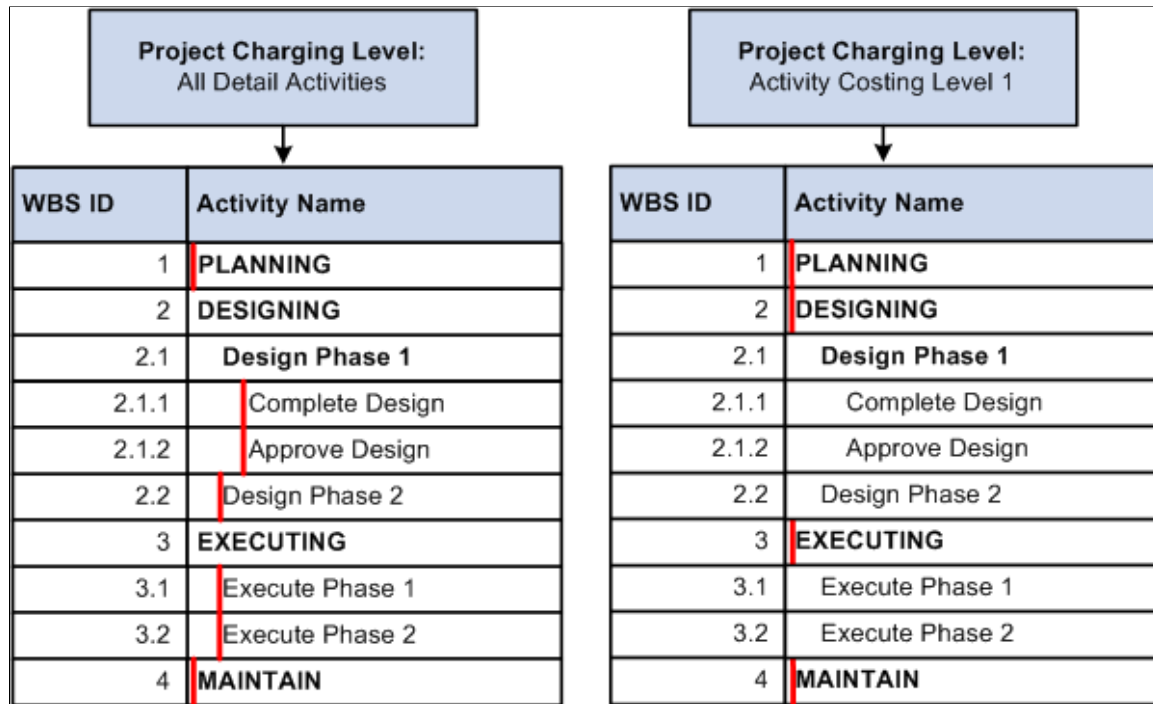 Project Charging Level:
All Detail Activities
WBS ID Activity Name
1 PLANNING
2 DESIGNING
2.1 Design Phase 1
2.1.1 Complete Design
2.1.2 Approve Design
2.2 Design Phase 2
3 EXECUTING
3.1 Execute Phase 1
3.2 Execute Phase 2
4 MAINTAIN
Project Charging Level:
Activity Costing Level 1
WBS ID Activity Name
1 PLANNING
2 DESIGNING
2.1 Design Phase 1
2.1.1 Complete Design
2.1.2 Approve Design
2.2 Design Phase 2
3 EXECUTING
3.1 Execute Phase 1
3.2 Execute Phase 2
4 MAINTAIN